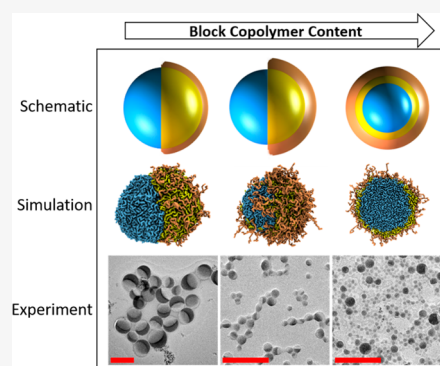 Block Copolymer Content
Schematic
Simulation
Experiment